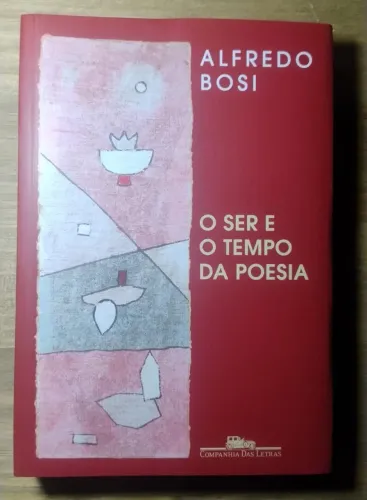 ALFREDO
BOSI
O SER E
O TEMPO
DA POESIA
COMPANHIA DAS LETRAS